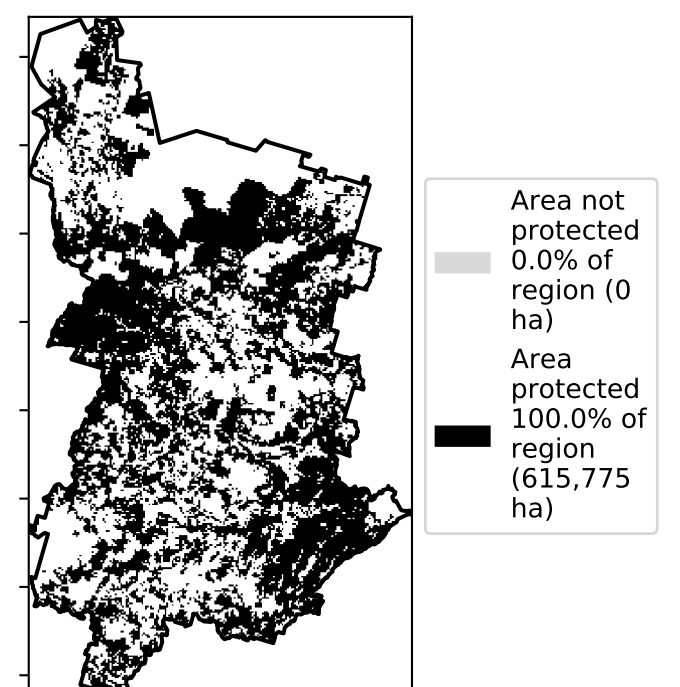 Area not
protected
0.0% of
region (0
ha)
Area
protected
100.0% of
region
(615,775
ha)